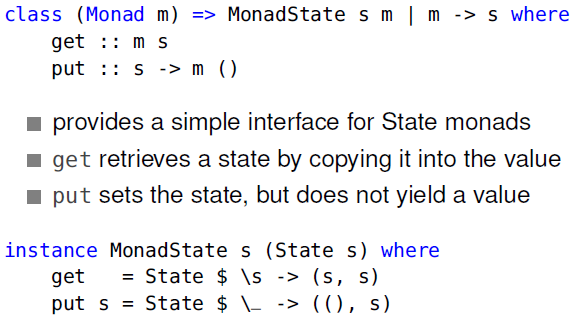 class (Monad m) => MonadState s m | m -> s where
    get :: m s
    put :: s -> m ()
■ provides a simple interface for State monads
■ get retrieves a state by copying it into the value
■ put sets the state, but does not yield a value
instance MonadState s (State s) where
    get   = State $ \s -> (s, s)
    put s = State $ \_ -> ((), s)